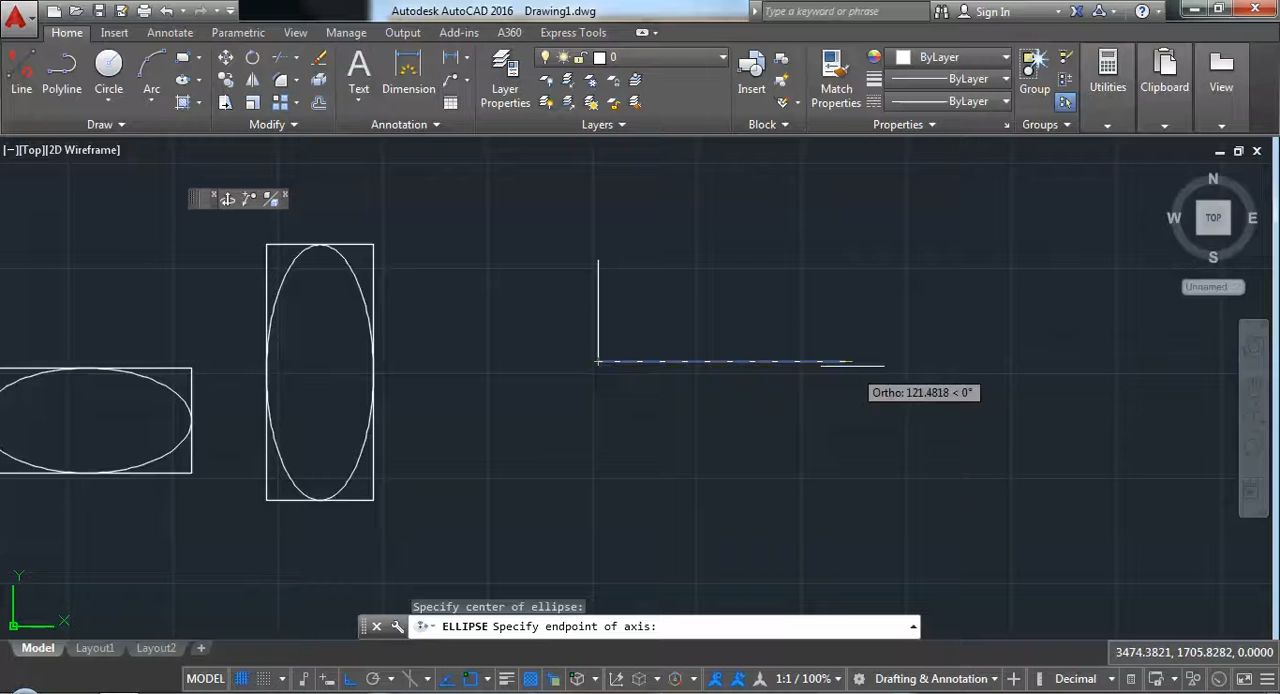 Autodesk AutoCAD 2016 Drawing1.dwg
Type a keyword or phrase
Sign In
Home Insert Annotate Parametric View Manage Output Add-ins A360 Express Tools
Line Polyline Circle Arc
Text Dimension
Layer Properties
0
Insert
Match Properties
ByLayer
ByLayer
ByLayer
Group
Utilities
Clipboard
View
Draw Modify Annotation Layers Block Properties Groups
[−][Top][2D Wireframe]
N
W TOP E
S
Unnamed
Ortho: 121.4818 < 0°
Y
X
Specify center of ellipse:
ELLIPSE Specify endpoint of axis:
Model Layout1 Layout2 +
3474.3821, 1705.8282, 0.0000
MODEL
1:1 / 100%
Drafting & Annotation
Decimal